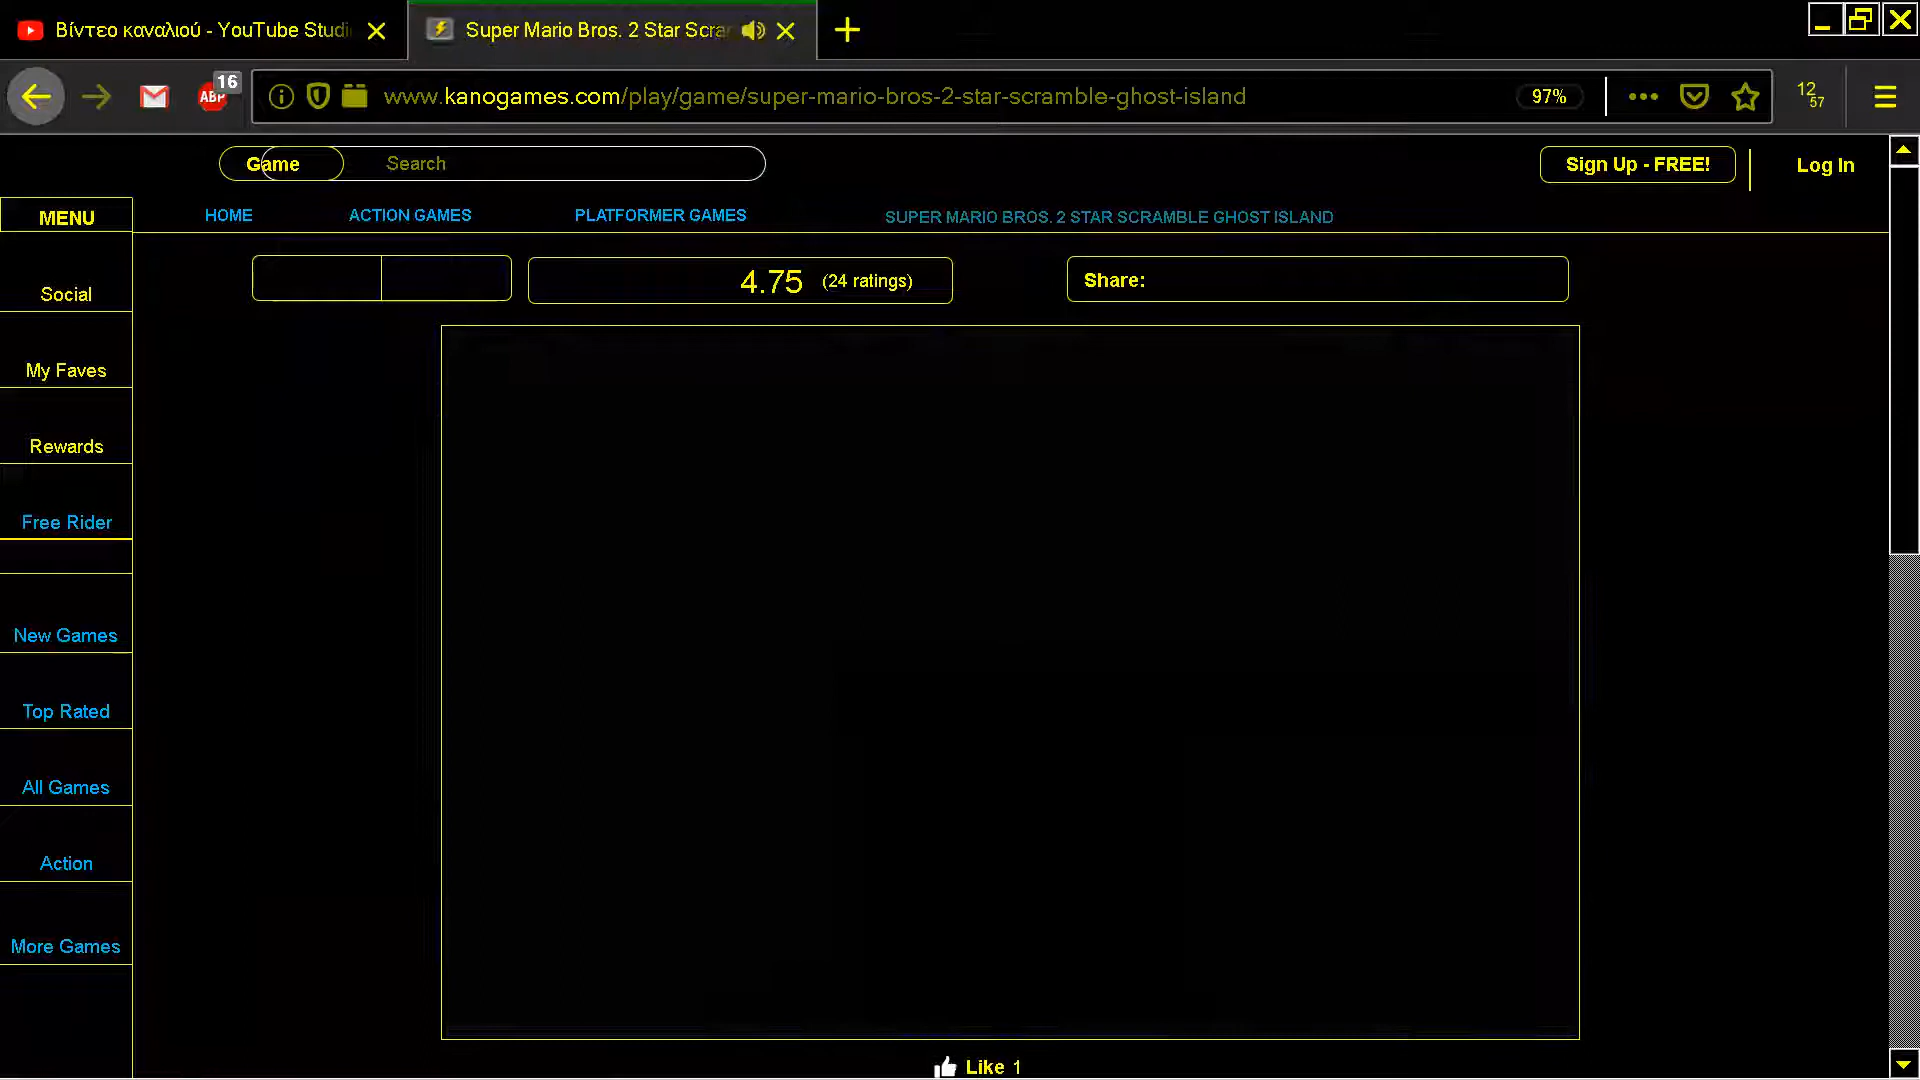 Βίντεο καναλιού - YouTube Studi
Super Mario Bros. 2 Star Scra
16
ABP
www.kanogames.com/play/game/super-mario-bros-2-star-scramble-ghost-island
97%
12
57
Game
Search
Sign Up - FREE!
Log In
MENU
HOME
ACTION GAMES
PLATFORMER GAMES
SUPER MARIO BROS. 2 STAR SCRAMBLE GHOST ISLAND
4.75 (24 ratings)
Share:
Social
My Faves
Rewards
Free Rider
New Games
Top Rated
All Games
Action
More Games
Like 1